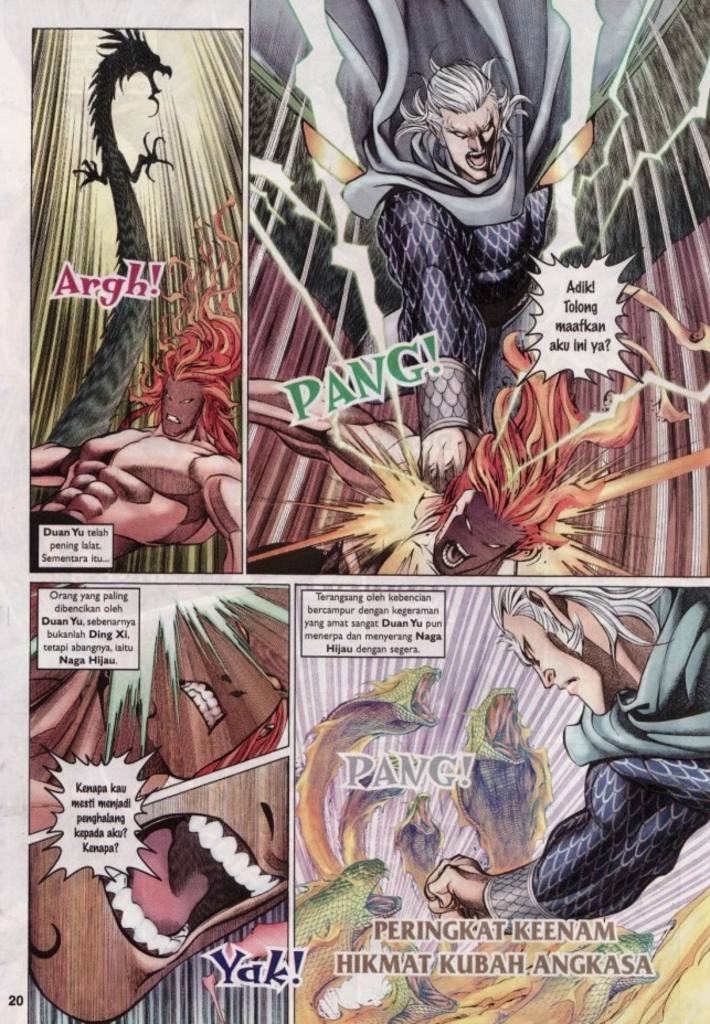 Argh!
Duan Yu telah
pening lalat.
Sementara itu...
Adik!
Tolong
maafkan
aku ini ya?
PANG!
Orang yang paling
dibencikan oleh
Duan Yu, sebenarnya
bukanlah Ding Xi,
tetapi abangnya, iaitu
Naga Hijau.
Kenapa kau
mesti menjadi
penghalang
kepada aku?
Kenapa?
Yak!
Terangsang oleh kebencian
bercampur dengan kegeraman
yang amat sangat Duan Yu pun
menerpa dan menyerang Naga
Hijau dengan segera.
PANG!
PERINGKAT KEENAM
HIKMAT KUBAH ANGKASA
20